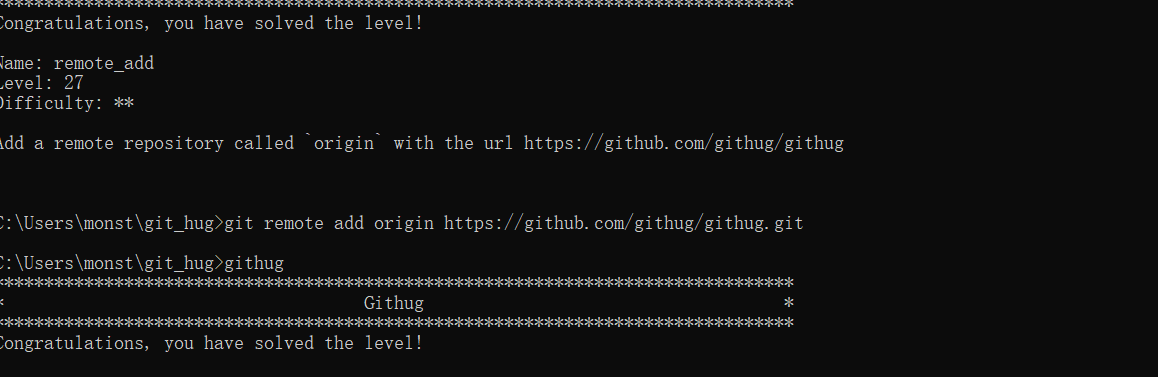 *******************************************************************************
Congratulations, you have solved the level!
Name: remote_add
Level: 27
Difficulty: **
Add a remote repository called `origin` with the url https://github.com/githug/githug
C:\Users\monst\git_hug>git remote add origin https://github.com/githug/githug.git
C:\Users\monst\git_hug>githug
********************************************************************************
*                                    Githug                                    *
********************************************************************************
Congratulations, you have solved the level!